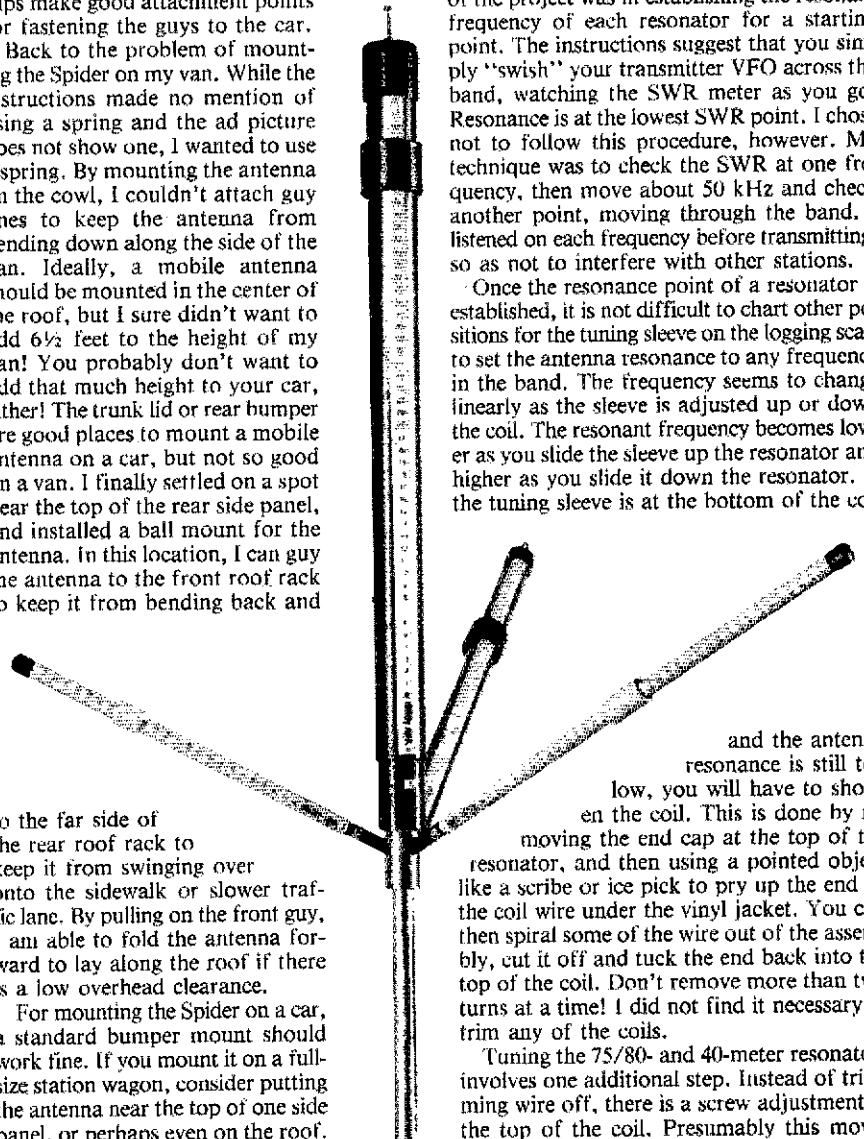 ips make good attachment points
or fastening the guys to the car.
Back to the problem of mount-
g the Spider on my van. While the
structions made no mention of
sing a spring and the ad picture
oes not show one, I wanted to use
spring. By mounting the antenna
n the cowl, I couldn't attach guy
nes to keep the antenna from
ending down along the side of the
an. Ideally, a mobile antenna
hould be mounted in the center of
he roof, but I sure didn't want to
dd 6½ feet to the height of my
an! You probably don't want to
dd that much height to your car,
ther! The trunk lid or rear bumper
re good places to mount a mobile
ntenna on a car, but not so good
n a van. I finally settled on a spot
ear the top of the rear side panel,
nd installed a ball mount for the
ntenna. In this location, I can guy
he antenna to the front roof rack
o keep it from bending back and
o the far side of
he rear roof rack to
keep it from swinging over
onto the sidewalk or slower traf-
fic lane. By pulling on the front guy,
am able to fold the antenna for-
ward to lay along the roof if there
s a low overhead clearance.
For mounting the Spider on a car,
a standard bumper mount should
work fine. If you mount it on a full-
size station wagon, consider putting
the antenna near the top of one side
panel, or perhaps even on the roof.
of the project was in establishing the resona
frequency of each resonator for a startin
point. The instructions suggest that you sim
ply "swish" your transmitter VFO across th
band, watching the SWR meter as you go
Resonance is at the lowest SWR point. I chos
not to follow this procedure, however. M
technique was to check the SWR at one fre
quency, then move about 50 kHz and chec
another point, moving through the band.
listened on each frequency before transmitting
so as not to interfere with other stations.
Once the resonance point of a resonator
established, it is not difficult to chart other po
sitions for the tuning sleeve on the logging sca
to set the antenna resonance to any frequenc
in the band. The frequency seems to chang
linearly as the sleeve is adjusted up or dow
the coil. The resonant frequency becomes low
er as you slide the sleeve up the resonator an
higher as you slide it down the resonator.
the tuning sleeve is at the bottom of the co
and the anten
resonance is still t
low, you will have to sho
en the coil. This is done by r
moving the end cap at the top of t
resonator, and then using a pointed obje
like a scribe or ice pick to pry up the end
the coil wire under the vinyl jacket. You c
then spiral some of the wire out of the asse
bly, cut it off and tuck the end back into t
top of the coil. Don't remove more than tw
turns at a time! I did not find it necessary
trim any of the coils.
Tuning the 75/80- and 40-meter resonato
involves one additional step. Instead of tri
ming wire off, there is a screw adjustment
the top of the coil. Presumably this mov